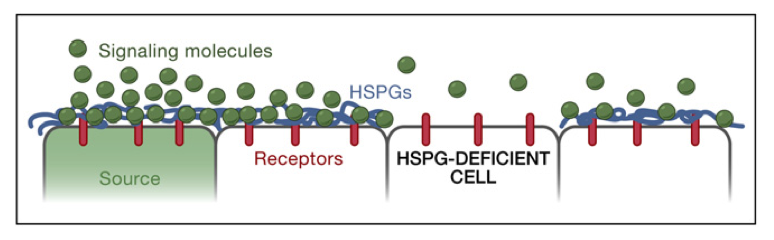 Signaling molecules
HSPGs
Receptors
HSPG-DEFICIENT
CELL
Source